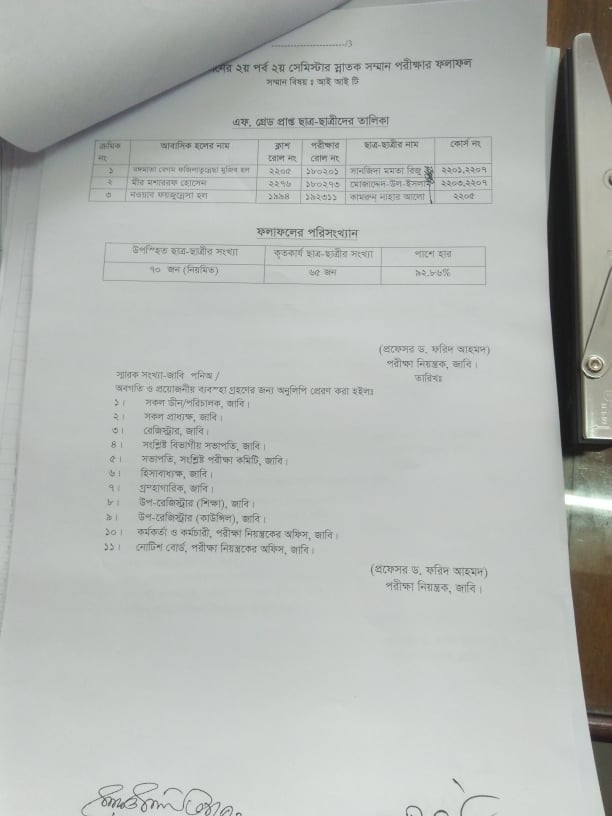 -----------------------/3
২য় পর্ব ২য় সেমিস্টার স্নাতক সম্মান পরীক্ষার ফলাফল
সম্মান বিষয় ঃ আই আই টি
এফ. গ্রেড প্রাপ্ত ছাত্র-ছাত্রীদের তালিকা
ক্রমিক নং আবাসিক হলের নাম ক্লাশ রোল নং পরীক্ষার রোল নং ছাত্র-ছাত্রীর নাম কোর্স নং
১ বঙ্গমাতা বেগম ফজিলাতুন্নেছা মুজিব হল ২২০৫ ১৮০২০১ সানজিদা মমতা রিজু ২২০১,২২০৭
২ মীর মশাররফ হোসেন ২২৭৬ ১৮০২৭৩ মোজাদ্দেদ-উল-ইসলাম ২২০৩,২২০৭
৩ নওয়াব ফয়জুন্নেসা হল ১৯৯৪ ১৯২৩১১ কামরুন নাহার আলো ২২০৫
ফলাফলের পরিসংখ্যান
উপস্হিত ছাত্র-ছাত্রীর সংখ্যা কৃতকার্য ছাত্র-ছাত্রীর সংখ্যা পাশে হার
৭০ জন (নিয়মিত) ৬৫ জন ৯২.৮৬%
(প্রফেসর ড. ফরিদ আহমদ)
পরীক্ষা নিয়ন্ত্রক, জাবি।
তারিখঃ
স্মারক সংখ্যা-জাবি পনিঅ /
অবগতি ও প্রয়োজনীয় ব্যবস্হা গ্রহণের জন্য অনুলিপি প্রেরণ করা হইলঃ
১। সকল ডীন/পরিচালক, জাবি।
২। সকল প্রাধ্যক্ষ, জাবি।
৩। রেজিস্ট্রার, জাবি।
৪। সংশ্লিষ্ট বিভাগীয় সভাপতি, জাবি।
৫। সভাপতি, সংশ্লিষ্ট পরীক্ষা কমিটি, জাবি।
৬। হিসাবাধ্যক্ষ, জাবি।
৭। গ্রন্হাগারিক, জাবি।
৮। উপ-রেজিস্ট্রার (শিক্ষা), জাবি।
৯। উপ-রেজিস্ট্রার (কাউন্সিল), জাবি।
১০। কর্মকর্তা ও কর্মচারী, পরীক্ষা নিয়ন্ত্রকের অফিস, জাবি।
১১। নোটিশ বোর্ড, পরীক্ষা নিয়ন্ত্রকের অফিস, জাবি।
(প্রফেসর ড. ফরিদ আহমদ)
পরীক্ষা নিয়ন্ত্রক, জাবি।